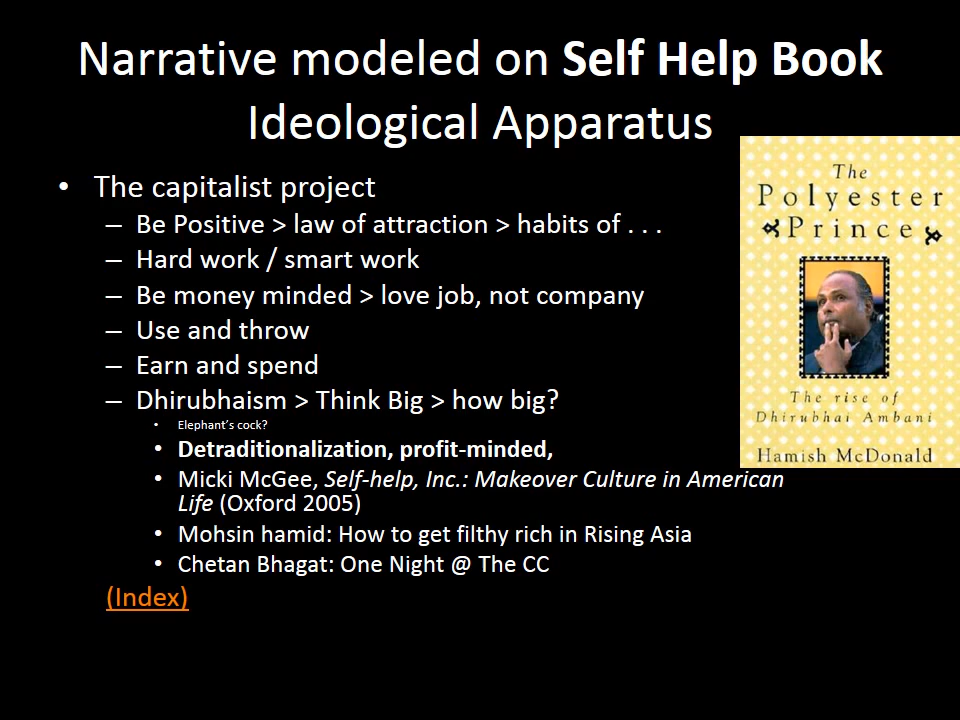 Narrative modeled on Self Help Book
Ideological Apparatus
• The capitalist project
– Be Positive > law of attraction > habits of . . .
– Hard work / smart work
– Be money minded > love job, not company
– Use and throw
– Earn and spend
– Dhirubhaism > Think Big > how big?
• Elephant's cock?
• Detraditionalization, profit-minded,
• Micki McGee, Self-help, Inc.: Makeover Culture in American
Life (Oxford 2005)
• Mohsin hamid: How to get filthy rich in Rising Asia
• Chetan Bhagat: One Night @ The CC
(Index)
The
Polyester
Prince
The rise of
Dhirubhai Ambani
Hamish McDonald